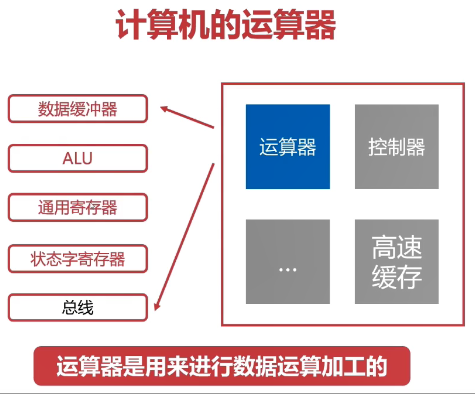 计算机的运算器
数据缓冲器
ALU
通用寄存器
状态字寄存器
总线
运算器
控制器
...
高速
缓存
运算器是用来进行数据运算加工的